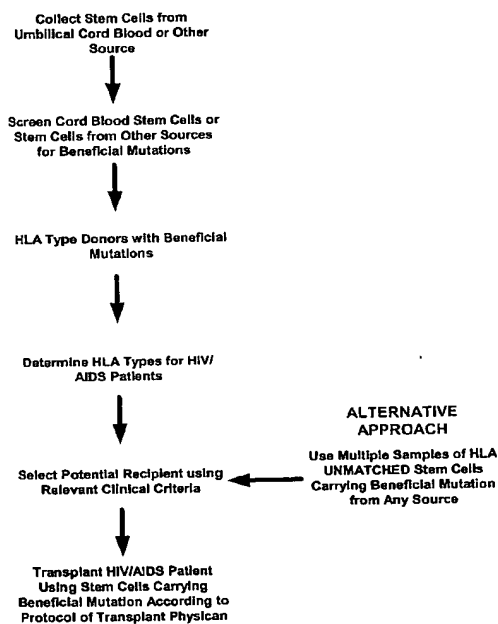 Collect Stem Cells from
Umbilical Cord Blood or Other
Source
Screen Cord Blood Stem Cells or
Stem Cells from Other Sources
for Beneficial Mutations
HLA Type Donors with Beneficial
Mutations
Determine HLA Types for HIV/
AIDS Patients
ALTERNATIVE
APPROACH
Use Multiple Samples of HLA
UNMATCHED Stem Cells
Carrying Beneficial Mutation
from Any Source
Select Potential Recipient using
Relevant Clinical Criteria
Transplant HIV/AIDS Patient
Using Stem Cells Carrying
Beneficial Mutation According to
Protocol of Transplant Physican